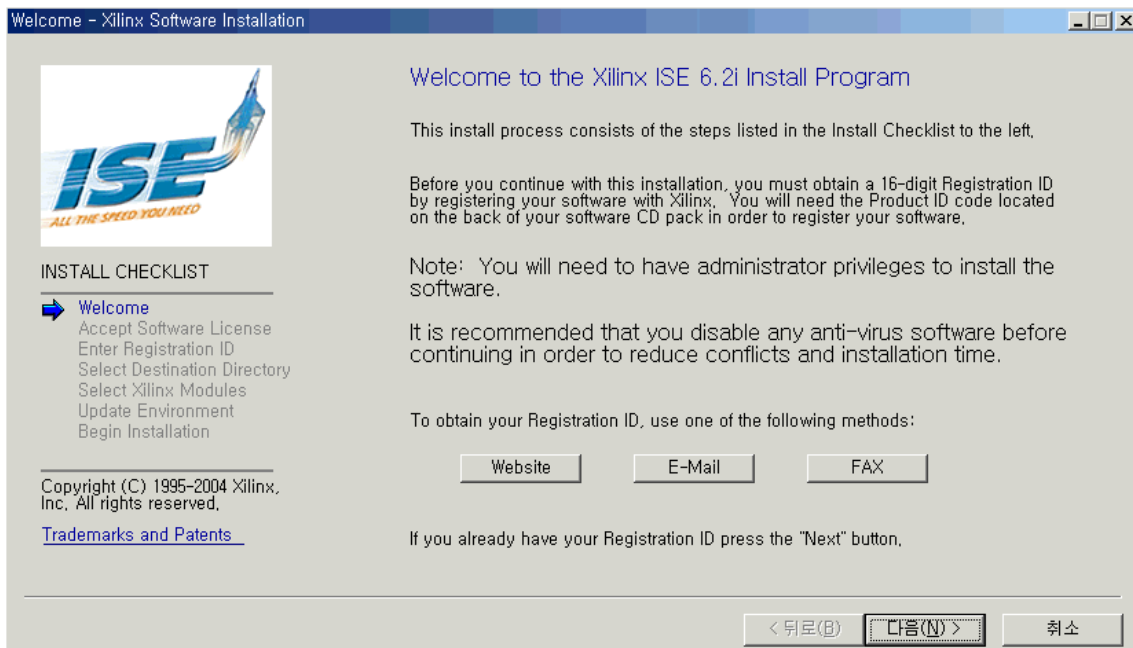 Welcome - Xilinx Software Installation
ISE
ALL THE SPEED YOU NEED
INSTALL CHECKLIST
Welcome
Accept Software License
Enter Registration ID
Select Destination Directory
Select Xilinx Modules
Update Environment
Begin Installation
Copyright (C) 1995-2004 Xilinx,
Inc. All rights reserved.
Trademarks and Patents
Welcome to the Xilinx ISE 6.2i Install Program
This install process consists of the steps listed in the Install Checklist to the left.
Before you continue with this installation, you must obtain a 16-digit Registration ID
by registering your software with Xilinx. You will need the Product ID code located
on the back of your software CD pack in order to register your software.
Note: You will need to have administrator privileges to install the
software.
It is recommended that you disable any anti-virus software before
continuing in order to reduce conflicts and installation time.
To obtain your Registration ID, use one of the following methods:
Website E-Mail FAX
If you already have your Registration ID press the "Next" button.
< 뒤로(B) 다음(N) > 취소